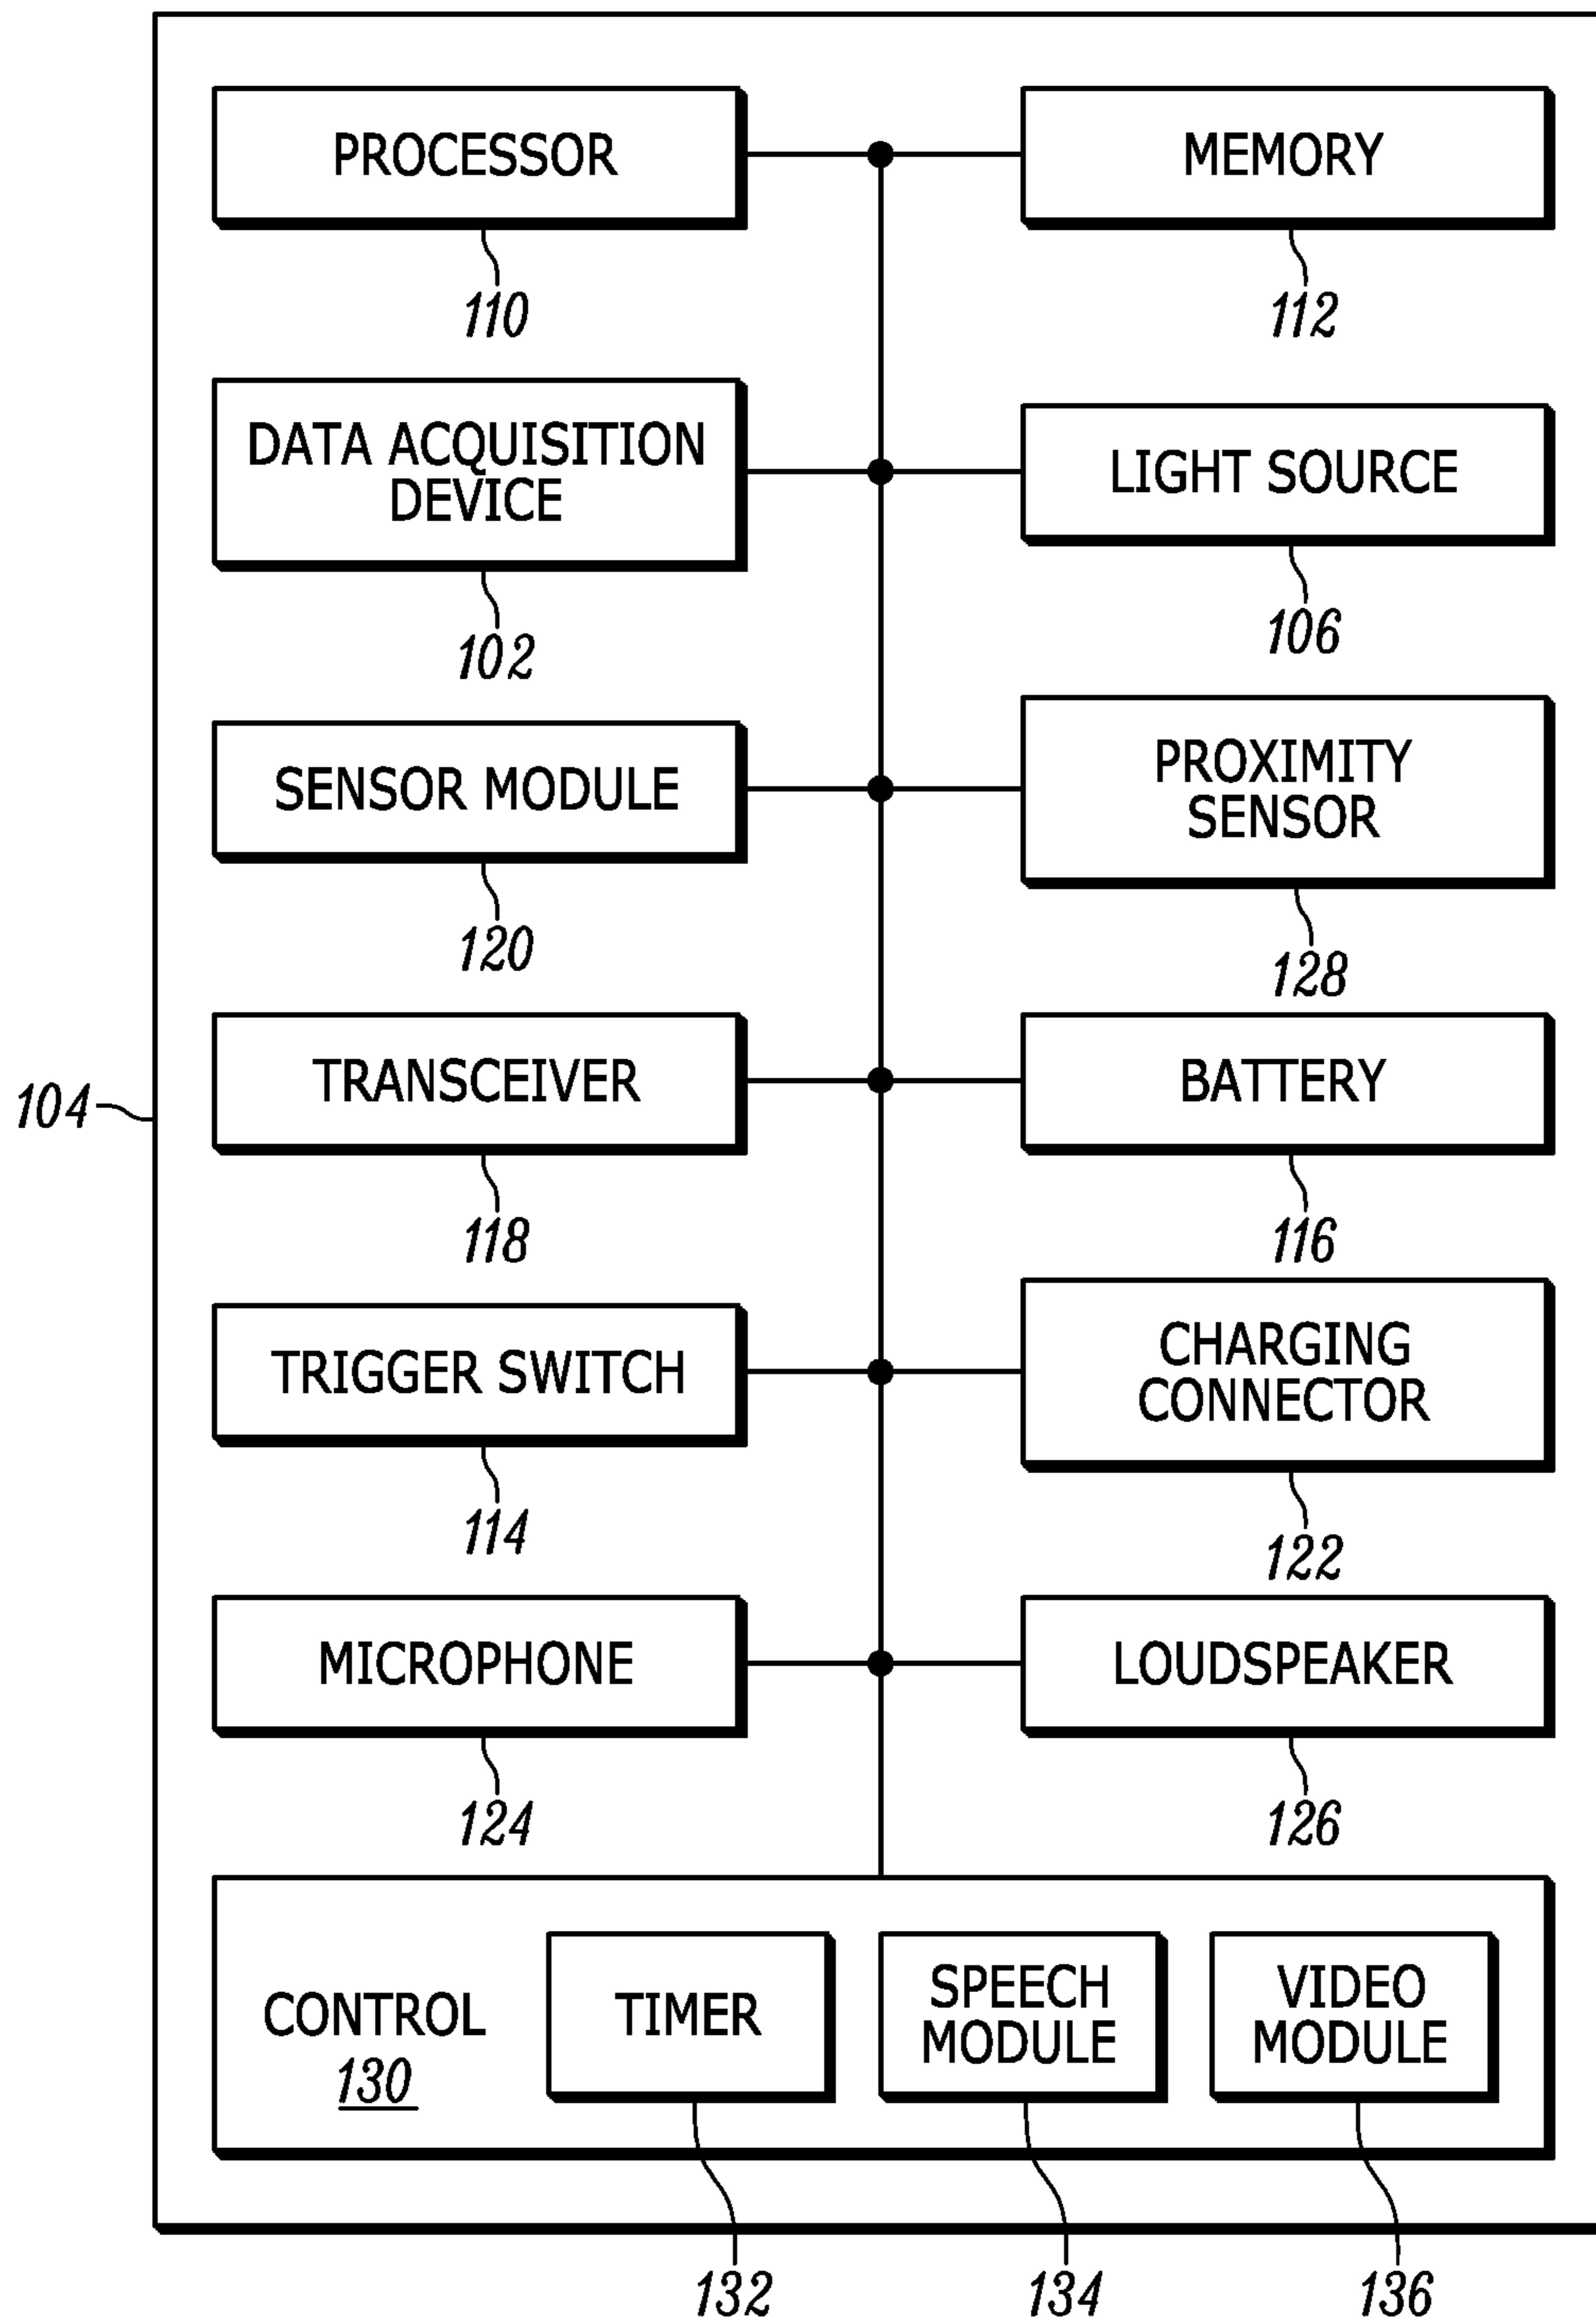 PROCESSOR
MEMORY
110
112
DATA ACQUISITION
DEVICE
LIGHT SOURCE
102
106
SENSOR MODULE
PROXIMITY
SENSOR
120
128
104
TRANSCEIVER
BATTERY
118
116
TRIGGER SWITCH
CHARGING
CONNECTOR
114
122
MICROPHONE
LOUDSPEAKER
124
126
CONTROL
130
TIMER
SPEECH
MODULE
VIDEO
MODULE
132
134
136